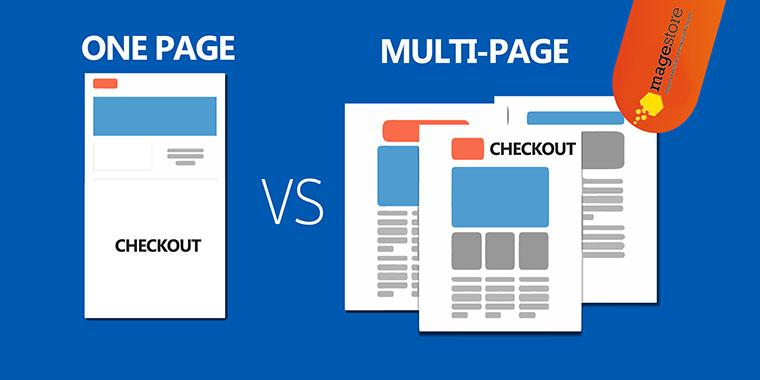 ONE PAGE
MULTI-PAGE
magestore
CHECKOUT
VS
CHECKOUT